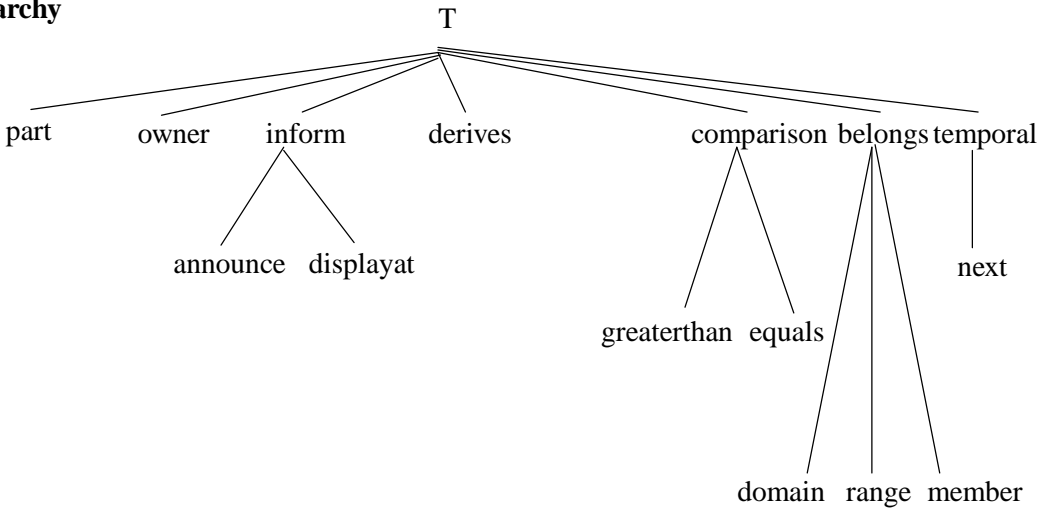 archy
T
part owner inform derives comparison belongs temporal
announce displayat
next
greaterthan equals
domain range member